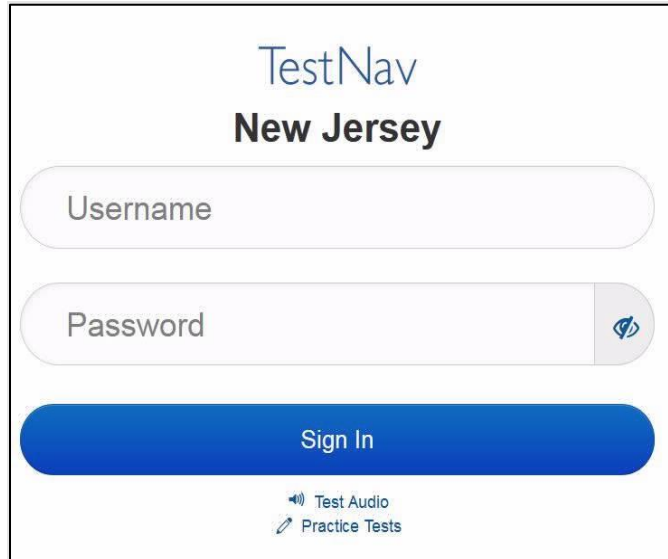 TestNav
New Jersey
Username
Password
Sign In
Test Audio
Practice Tests